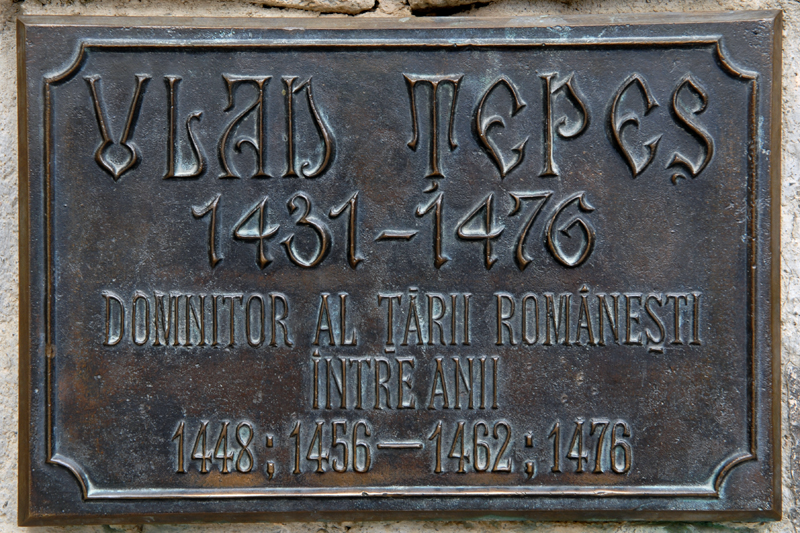 VLAD ȚEPEȘ
1431-1476
DOMNITOR AL ȚĂRII ROMÂNEȘTI
ÎNTRE ANII
1448; 1456–1462; 1476